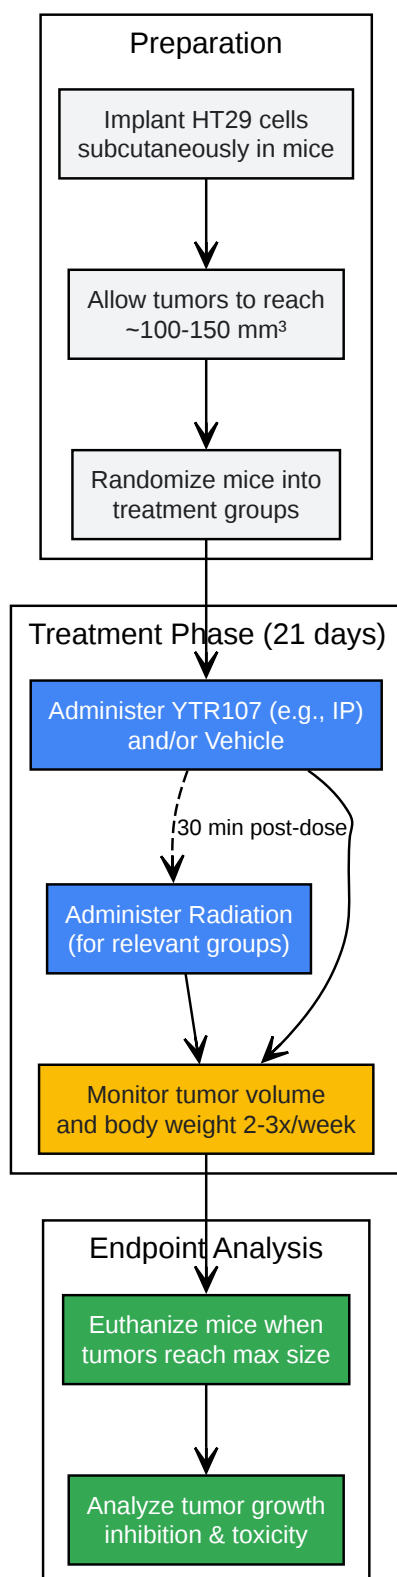 Preparation
Implant HT29 cells
subcutaneously in mice
Allow tumors to reach
~100-150 mm³
Randomize mice into
treatment groups
Treatment Phase (21 days)
Administer YTR107 (e.g., IP)
and/or Vehicle
30 min post-dose
Administer Radiation
(for relevant groups)
Monitor tumor volume
and body weight 2-3x/week
Endpoint Analysis
Euthanize mice when
tumors reach max size
Analyze tumor growth
inhibition & toxicity